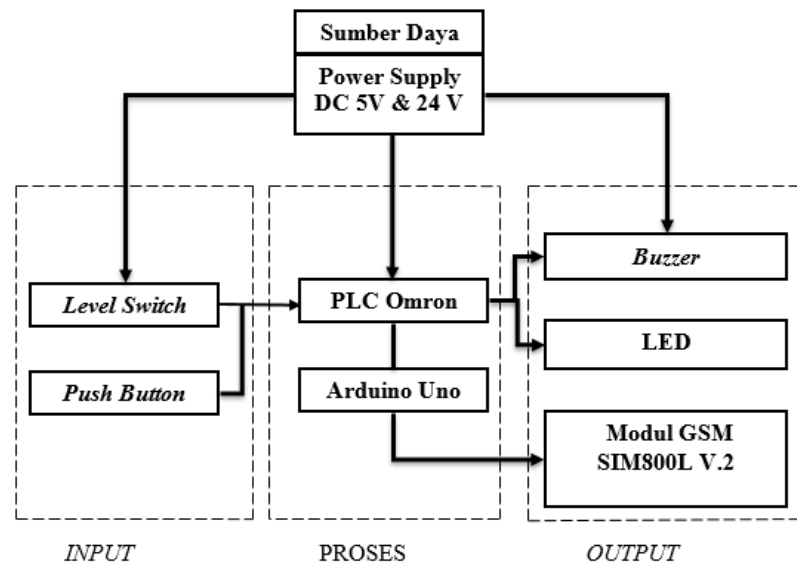 Sumber Daya
Power Supply
DC 5V & 24 V
Level Switch
Push Button
PLC Omron
Arduino Uno
Buzzer
LED
Modul GSM
SIM800L V.2
INPUT
PROSES
OUTPUT